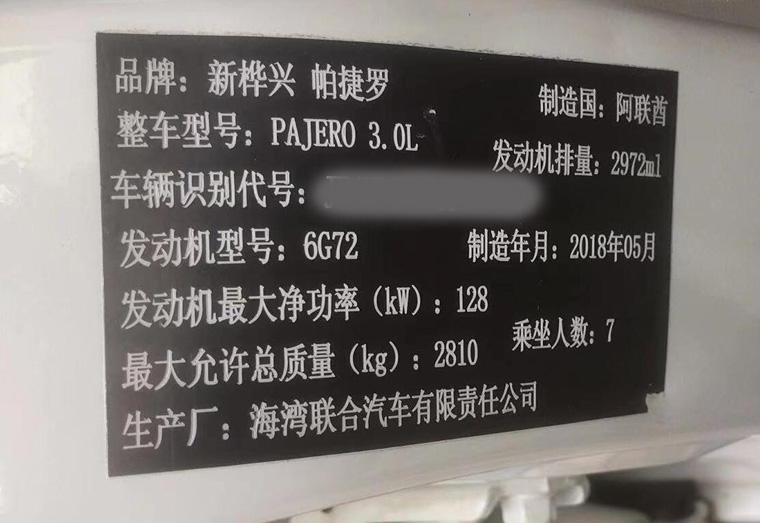 品牌：新桦兴 帕捷罗 制造国：阿联酋
整车型号：PAJERO 3.0L 发动机排量：2972ml
车辆识别代号：
发动机型号：6G72 制造年月：2018年05月
发动机最大净功率（kW）：128
最大允许总质量（kg）：2810 乘坐人数：7
生产厂：海湾联合汽车有限责任公司